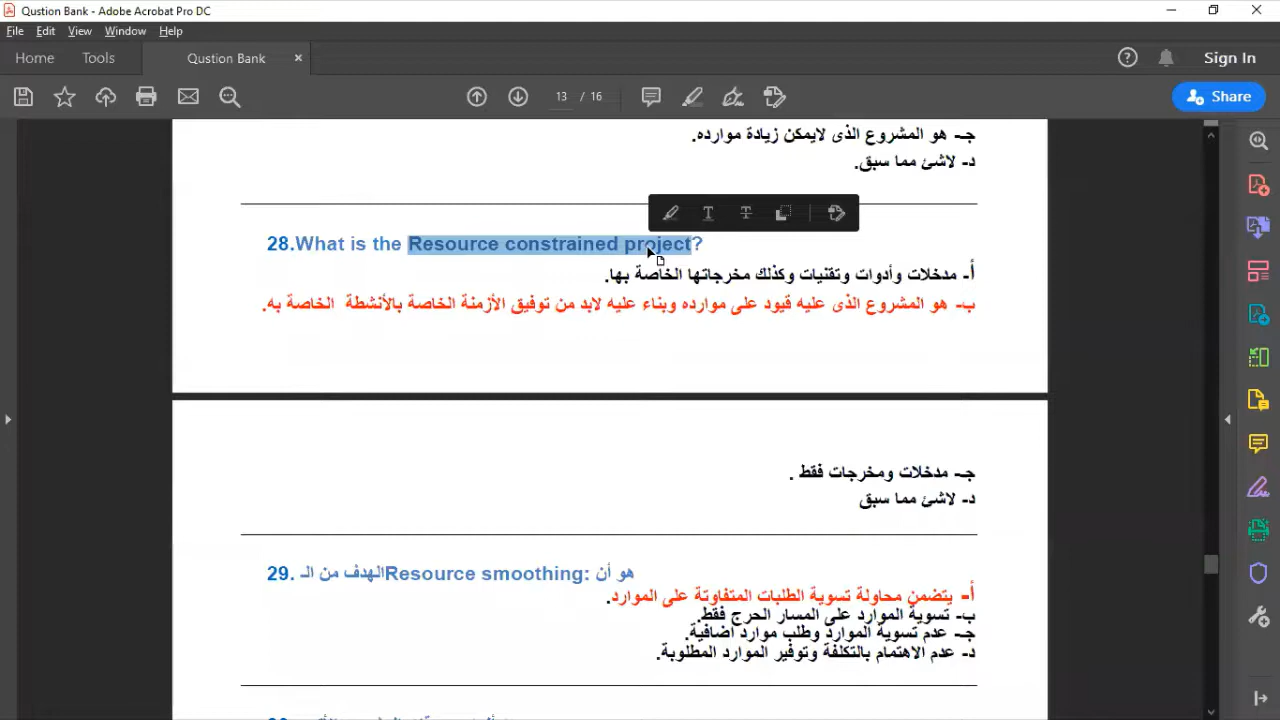 Qustion Bank - Adobe Acrobat Pro DC
File Edit View Window Help
Home Tools Qustion Bank × Sign In
13 / 16 Share
جـ- هو المشروع الذى لايمكن زيادة موارده.
د- لاشئ مما سبق.
28.What is the Resource constrained project?
أ- مدخلات وأدوات وتقنيات وكذلك مخرجاتها الخاصة بها.
ب- هو المشروع الذى عليه قيود على موارده وبناء عليه لابد من توفيق الأزمنة الخاصة بالأنشطة الخاصة به.
جـ- مدخلات ومخرجات فقط .
د- لاشئ مما سبق
29. الهدف من الـResource smoothing: هو أن
أ- يتضمن محاولة تسوية الطلبات المتفاوتة على الموارد.
ب- تسوية الموارد على المسار الحرج فقط.
جـ- عدم تسوية الموارد وطلب موارد اضافية.
د- عدم الاهتمام بالتكلفة وتوفير الموارد المطلوبة.